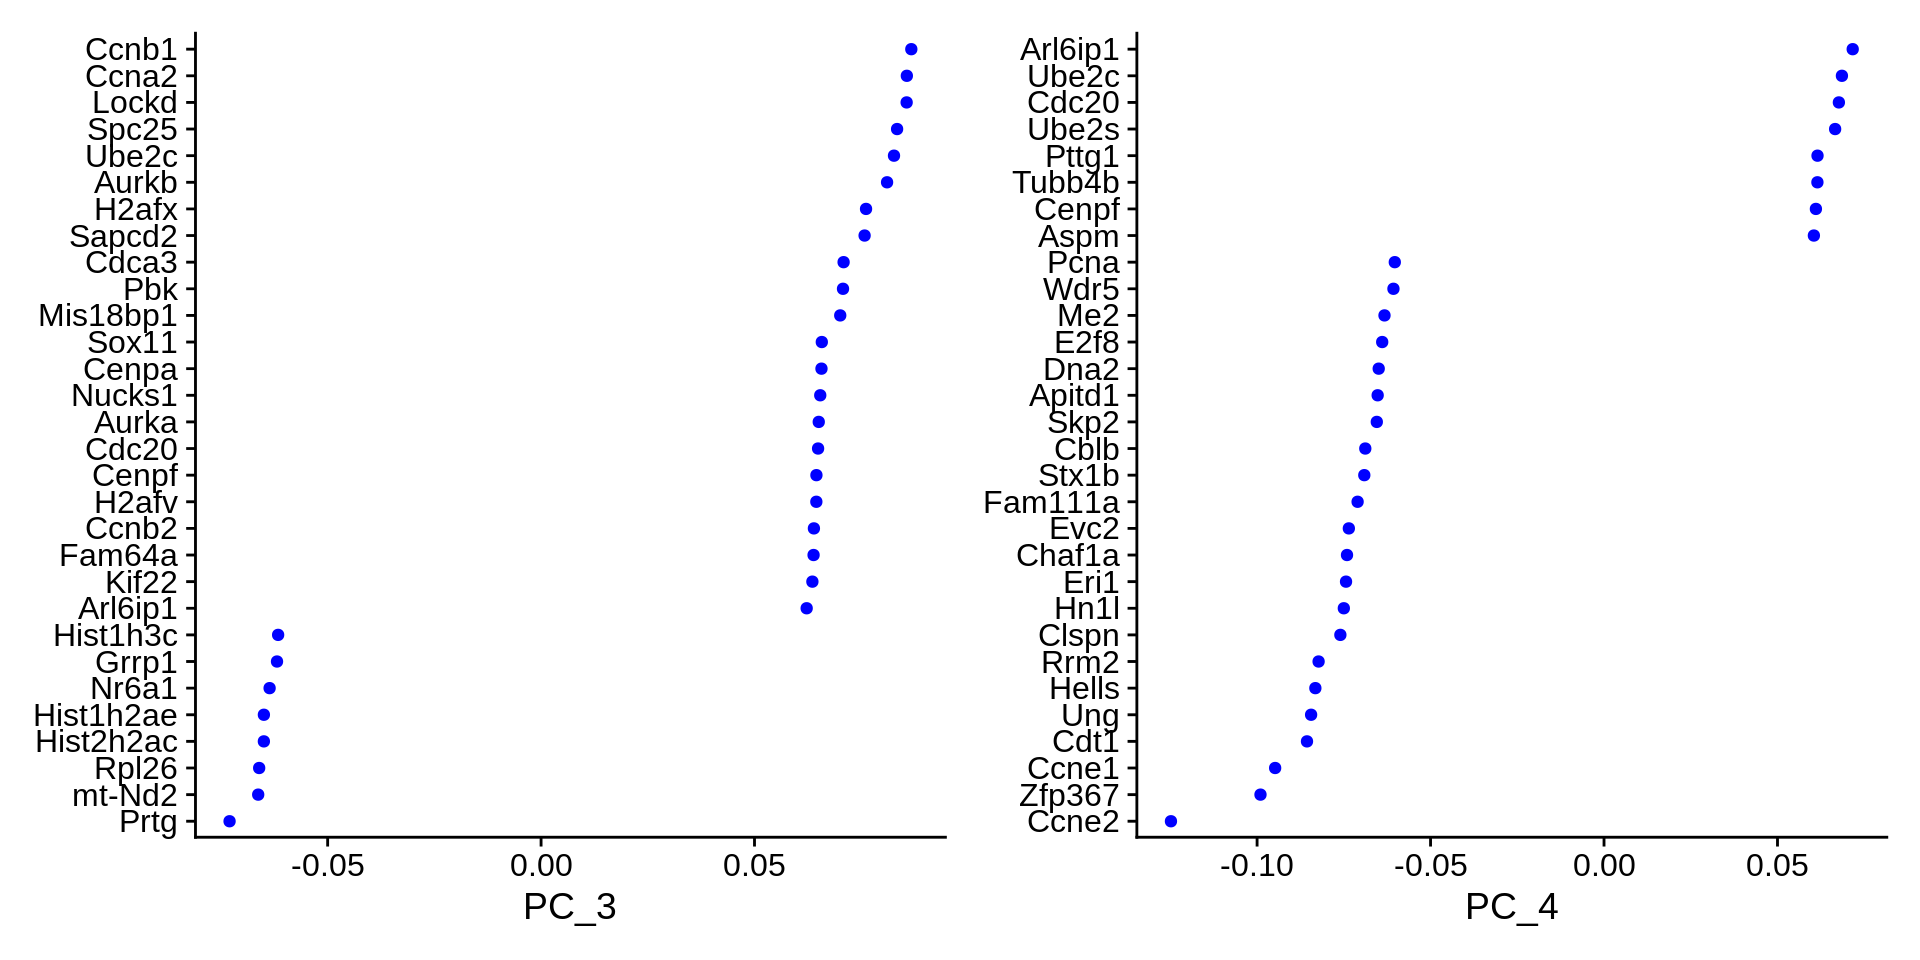 Ccnb1
Ccna2
Lockd
Spc25
Ube2c
Aurkb
H2afx
Sapcd2
Cdca3
Pbk
Mis18bp1
Sox11
Cenpa
Nucks1
Aurka
Cdc20
Cenpf
H2afv
Ccnb2
Fam64a
Kif22
Arl6ip1
Hist1h3c
Grrp1
Nr6a1
Hist1h2ae
Hist2h2ac
Rpl26
mt-Nd2
Prtg
-0.05 0.00 0.05
PC_3
Arl6ip1
Ube2c
Cdc20
Ube2s
Pttg1
Tubb4b
Cenpf
Aspm
Pcna
Wdr5
Me2
E2f8
Dna2
Apitd1
Skp2
Cblb
Stx1b
Fam111a
Evc2
Chaf1a
Eri1
Hn1l
Clspn
Rrm2
Hells
Ung
Cdt1
Ccne1
Zfp367
Ccne2
-0.10 -0.05 0.00 0.05
PC_4